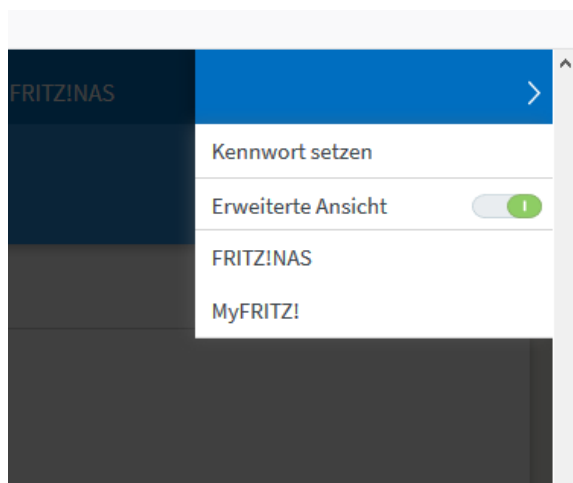 FRITZ!NAS
Kennwort setzen
Erweiterte Ansicht
FRITZ!NAS
MyFRITZ!